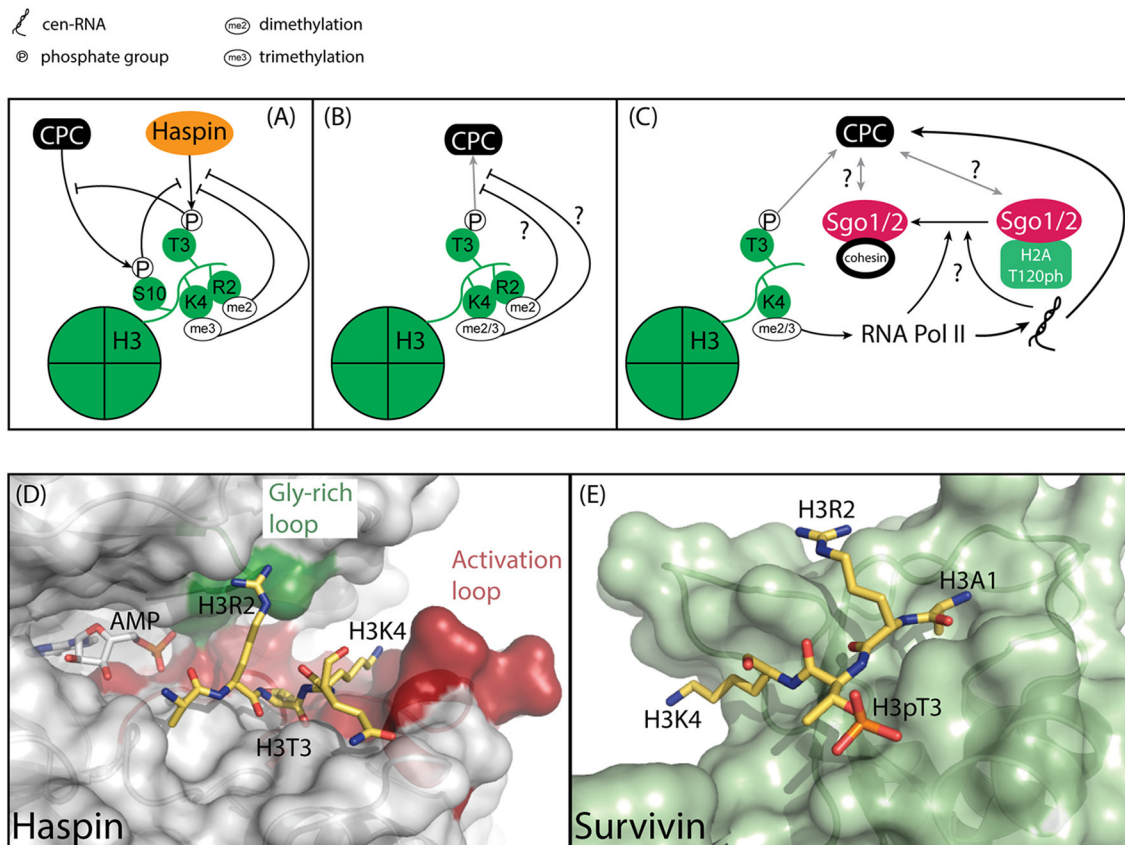 cen-RNA
me2 dimethylation
P phosphate group
me3 trimethylation
(A)
CPC
Haspin
P
T3
P
S10
K4
R2
me2
me3
H3
(B)
CPC
?
?
P
T3
K4
R2
me2
me2/3
H3
(C)
CPC
?
?
P
Sgo1/2
Sgo1/2
T3
cohesin
H2A
T120ph
?
K4
me2/3
RNA Pol II
H3
(D)
Gly-rich
loop
Activation
loop
H3R2
AMP
H3K4
H3T3
Haspin
(E)
H3R2
H3A1
H3K4
H3pT3
Survivin